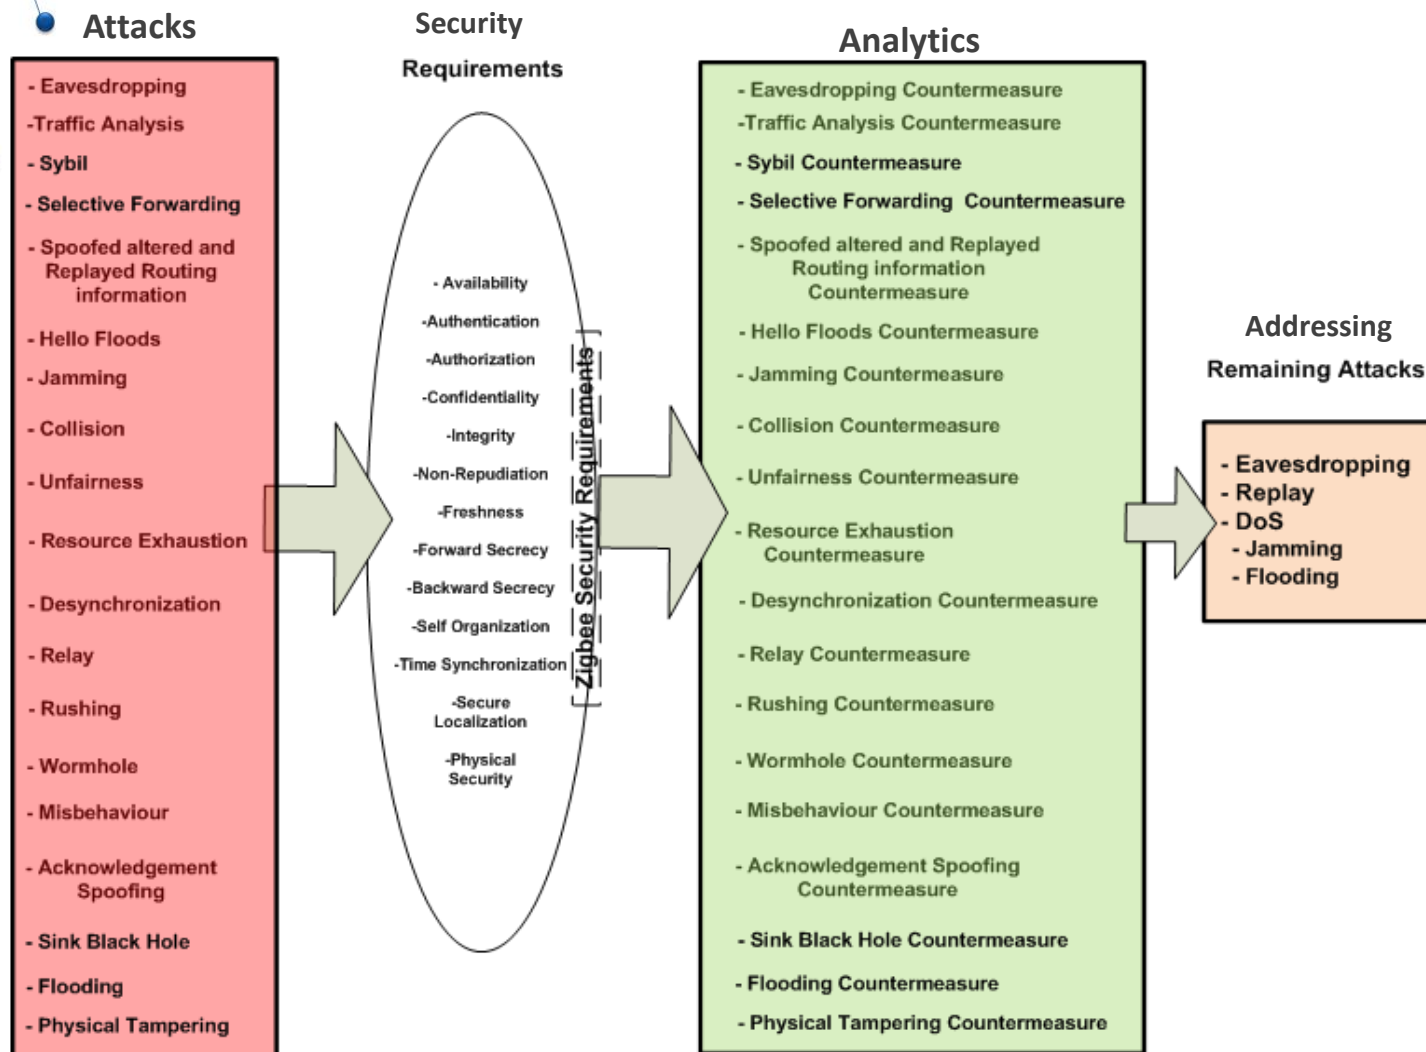 Attacks
- Eavesdropping
-Traffic Analysis
- Sybil
- Selective Forwarding
- Spoofed altered and
Replayed Routing
information
- Hello Floods
- Jamming
- Collision
- Unfairness
- Resource Exhaustion
- Desynchronization
- Relay
- Rushing
- Wormhole
- Misbehaviour
- Acknowledgement
Spoofing
- Sink Black Hole
- Flooding
- Physical Tampering
Security
Requirements
- Availability
-Authentication
-Authorization
-Confidentiality
-Integrity
-Non-Repudiation
-Freshness
-Forward Secrecy
-Backward Secrecy
-Self Organization
-Time Synchronization
-Secure
Localization
-Physical
Security
Zigbee Security Requirements
Analytics
- Eavesdropping Countermeasure
-Traffic Analysis Countermeasure
- Sybil Countermeasure
- Selective Forwarding Countermeasure
- Spoofed altered and Replayed
Routing information
Countermeasure
- Hello Floods Countermeasure
- Jamming Countermeasure
- Collision Countermeasure
- Unfairness Countermeasure
- Resource Exhaustion
Countermeasure
- Desynchronization Countermeasure
- Relay Countermeasure
- Rushing Countermeasure
- Wormhole Countermeasure
- Misbehaviour Countermeasure
- Acknowledgement Spoofing
Countermeasure
- Sink Black Hole Countermeasure
- Flooding Countermeasure
- Physical Tampering Countermeasure
Addressing
Remaining Attacks
- Eavesdropping
- Replay
- DoS
- Jamming
- Flooding